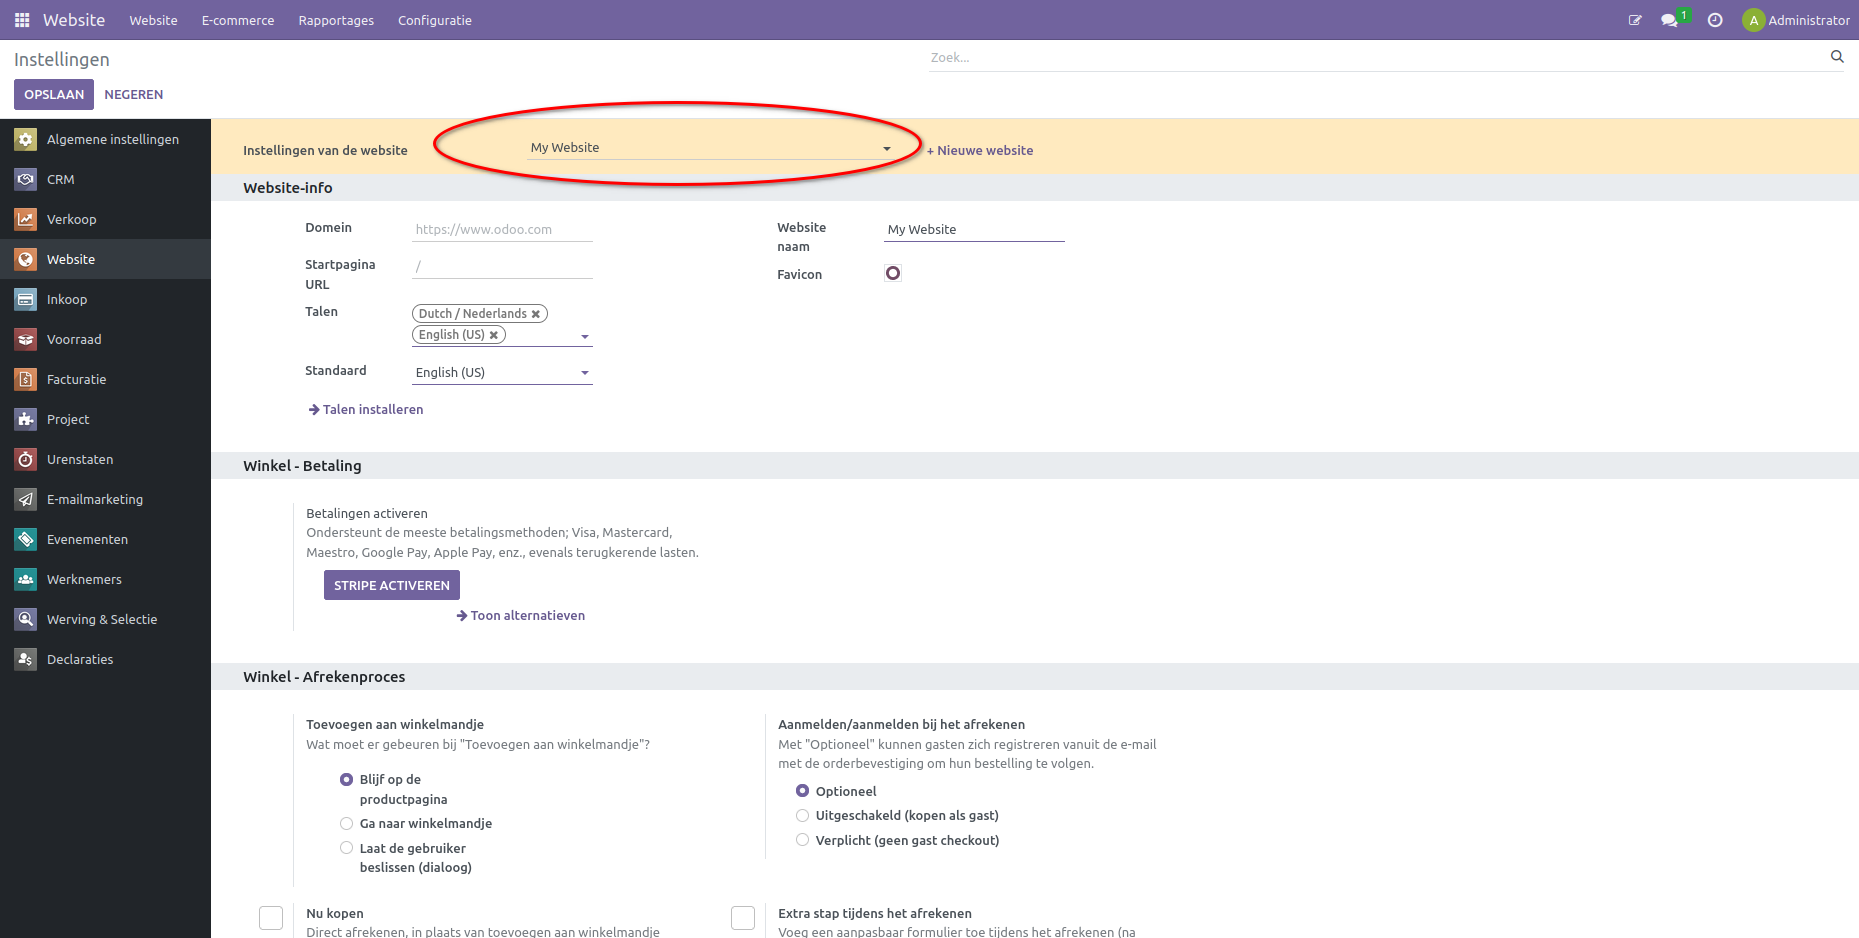 Website
Website
E-commerce
Rapportages
Configuratie
1
A
Administrator
Instellingen
Zoek...
OPSLAAN
NEGEREN
Algemene instellingen
CRM
Verkoop
Website
Inkoop
Voorraad
Facturatie
Project
Urenstaten
E-mailmarketing
Evenementen
Werknemers
Werving & Selectie
Declaraties
Instellingen van de website
My Website
+ Nieuwe website
Website-info
Domein
https://www.odoo.com
Startpagina
URL
/
Talen
Dutch / Nederlands
English (US)
Standaard
English (US)
Talen installeren
Website
naam
My Website
Favicon
Winkel - Betaling
Betalingen activeren
Ondersteunt de meeste betalingsmethoden; Visa, Mastercard,
Maestro, Google Pay, Apple Pay, enz., evenals terugkerende lasten.
STRIPE ACTIVEREN
Toon alternatieven
Winkel - Afrekenproces
Toevoegen aan winkelmandje
Wat moet er gebeuren bij "Toevoegen aan winkelmandje"?
Blijf op de
productpagina
Ga naar winkelmandje
Laat de gebruiker
beslissen (dialoog)
Aanmelden/aanmelden bij het afrekenen
Met "Optioneel" kunnen gasten zich registreren vanuit de e-mail
met de orderbevestiging om hun bestelling te volgen.
Optioneel
Uitgeschakeld (kopen als gast)
Verplicht (geen gast checkout)
Nu kopen
Direct afrekenen, in plaats van toevoegen aan winkelmandje
Extra stap tijdens het afrekenen
Voeg een aanpasbaar formulier toe tijdens het afrekenen (na